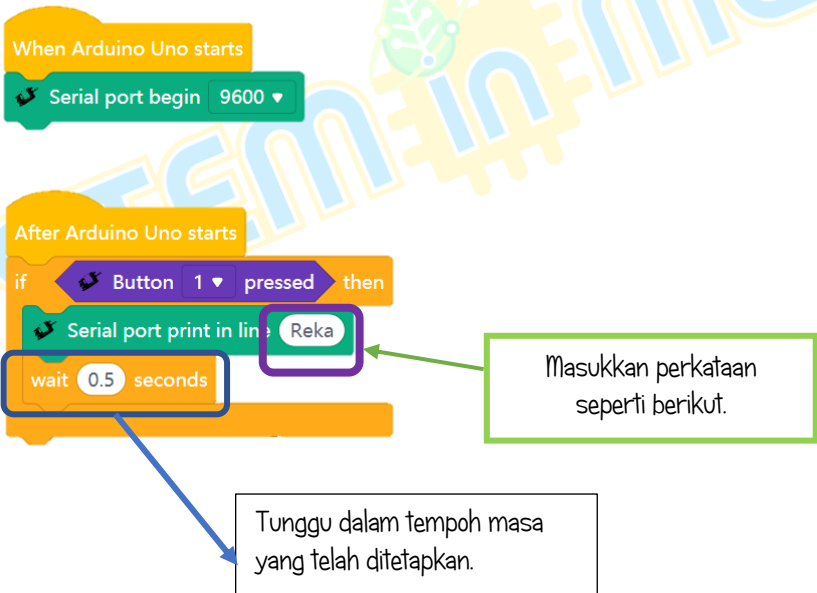 When Arduino Uno starts
Serial port begin 9600
After Arduino Uno starts
if Button 1 pressed then
Serial port print in line Reka
wait 0.5 seconds
Masukkan perkataan
seperti berikut.
Tunggu dalam tempoh masa
yang telah ditetapkan.